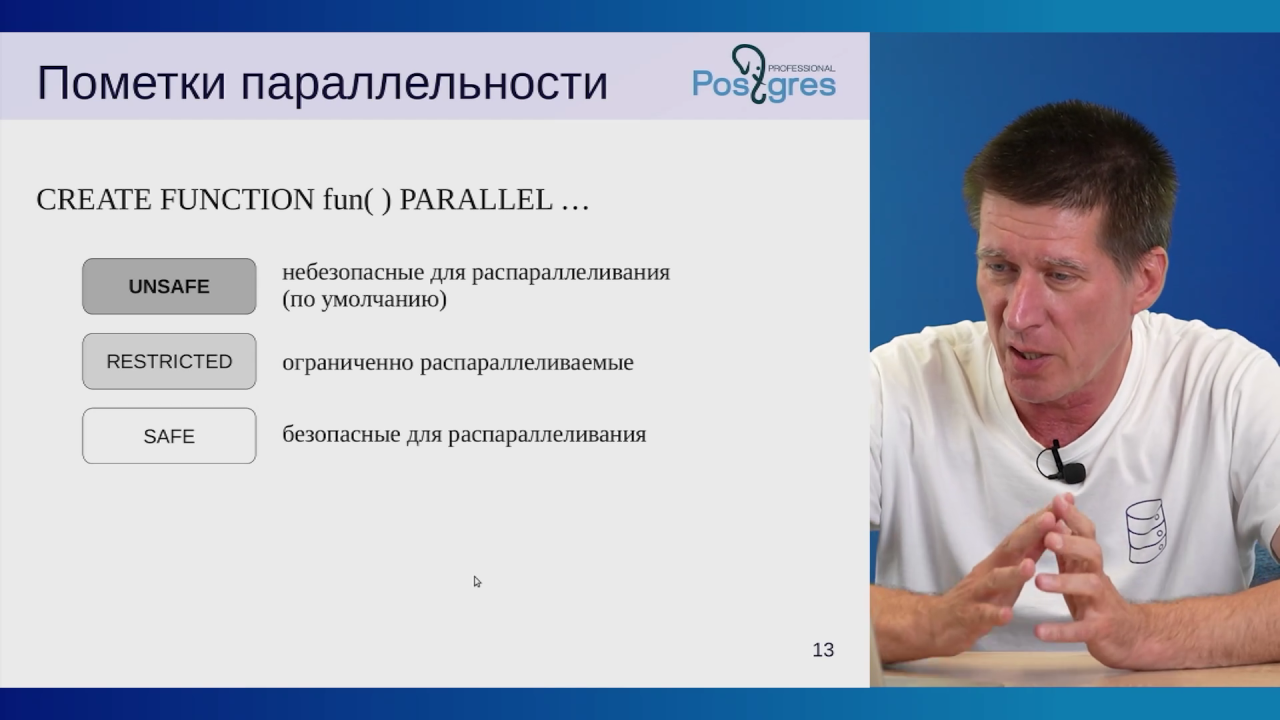 Пометки параллельности
PROFESSIONAL
Postgres
CREATE FUNCTION fun( ) PARALLEL …
UNSAFE
небезопасные для распараллеливания
(по умолчанию)
RESTRICTED
ограниченно распараллеливаемые
SAFE
безопасные для распараллеливания
13